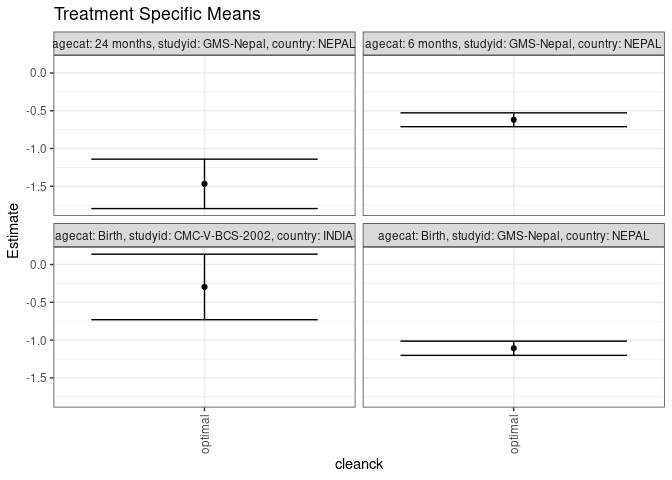 Treatment Specific Means
agecat: 24 months, studyid: GMS-Nepal, country: NEPAL
agecat: 6 months, studyid: GMS-Nepal, country: NEPAL
0.0
-0.5
-1.0
-1.5
agecat: Birth, studyid: CMC-V-BCS-2002, country: INDIA
agecat: Birth, studyid: GMS-Nepal, country: NEPAL
0.0
-0.5
-1.0
-1.5
Estimate
optimal
optimal
cleanck